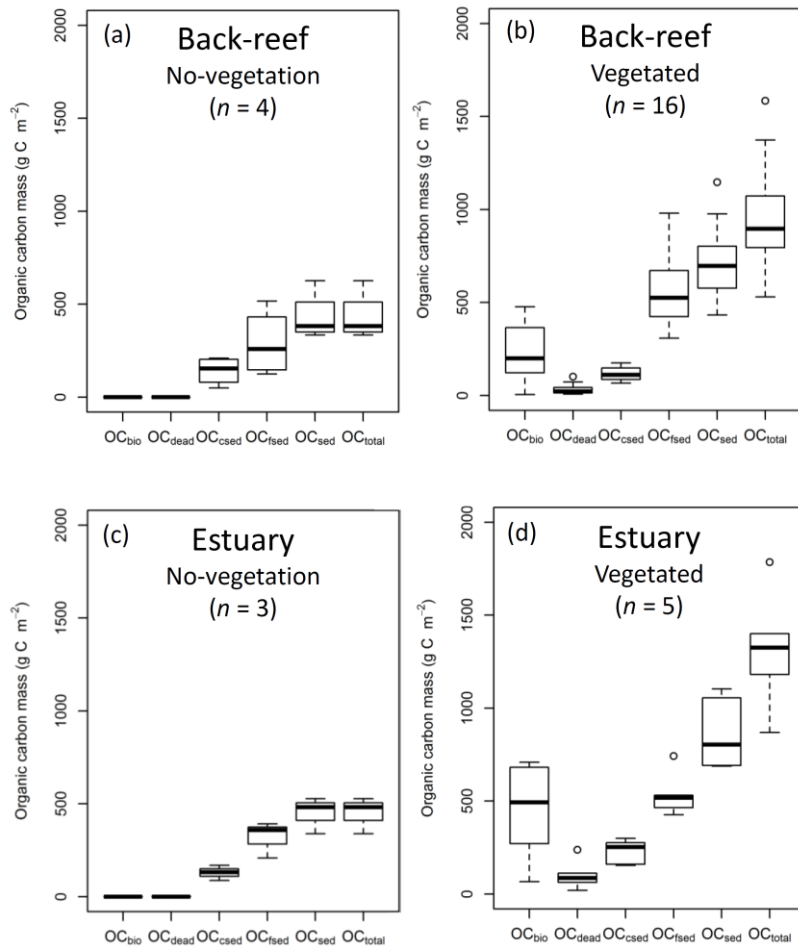 (a) Back-reef
No-vegetation
(n = 4)
Organic carbon mass (g C m⁻²)
2000
1500
1000
500
0
OCbio OCdead OCcsed OCfsed OCsed OCtotal
(b) Back-reef
Vegetated
(n = 16)
Organic carbon mass (g C m⁻²)
2000
1500
1000
500
0
OCbio OCdead OCcsed OCfsed OCsed OCtotal
(c) Estuary
No-vegetation
(n = 3)
Organic carbon mass (g C m⁻²)
2000
1500
1000
500
0
OCbio OCdead OCcsed OCfsed OCsed OCtotal
(d) Estuary
Vegetated
(n = 5)
Organic carbon mass (g C m⁻²)
2000
1500
1000
500
0
OCbio OCdead OCcsed OCfsed OCsed OCtotal